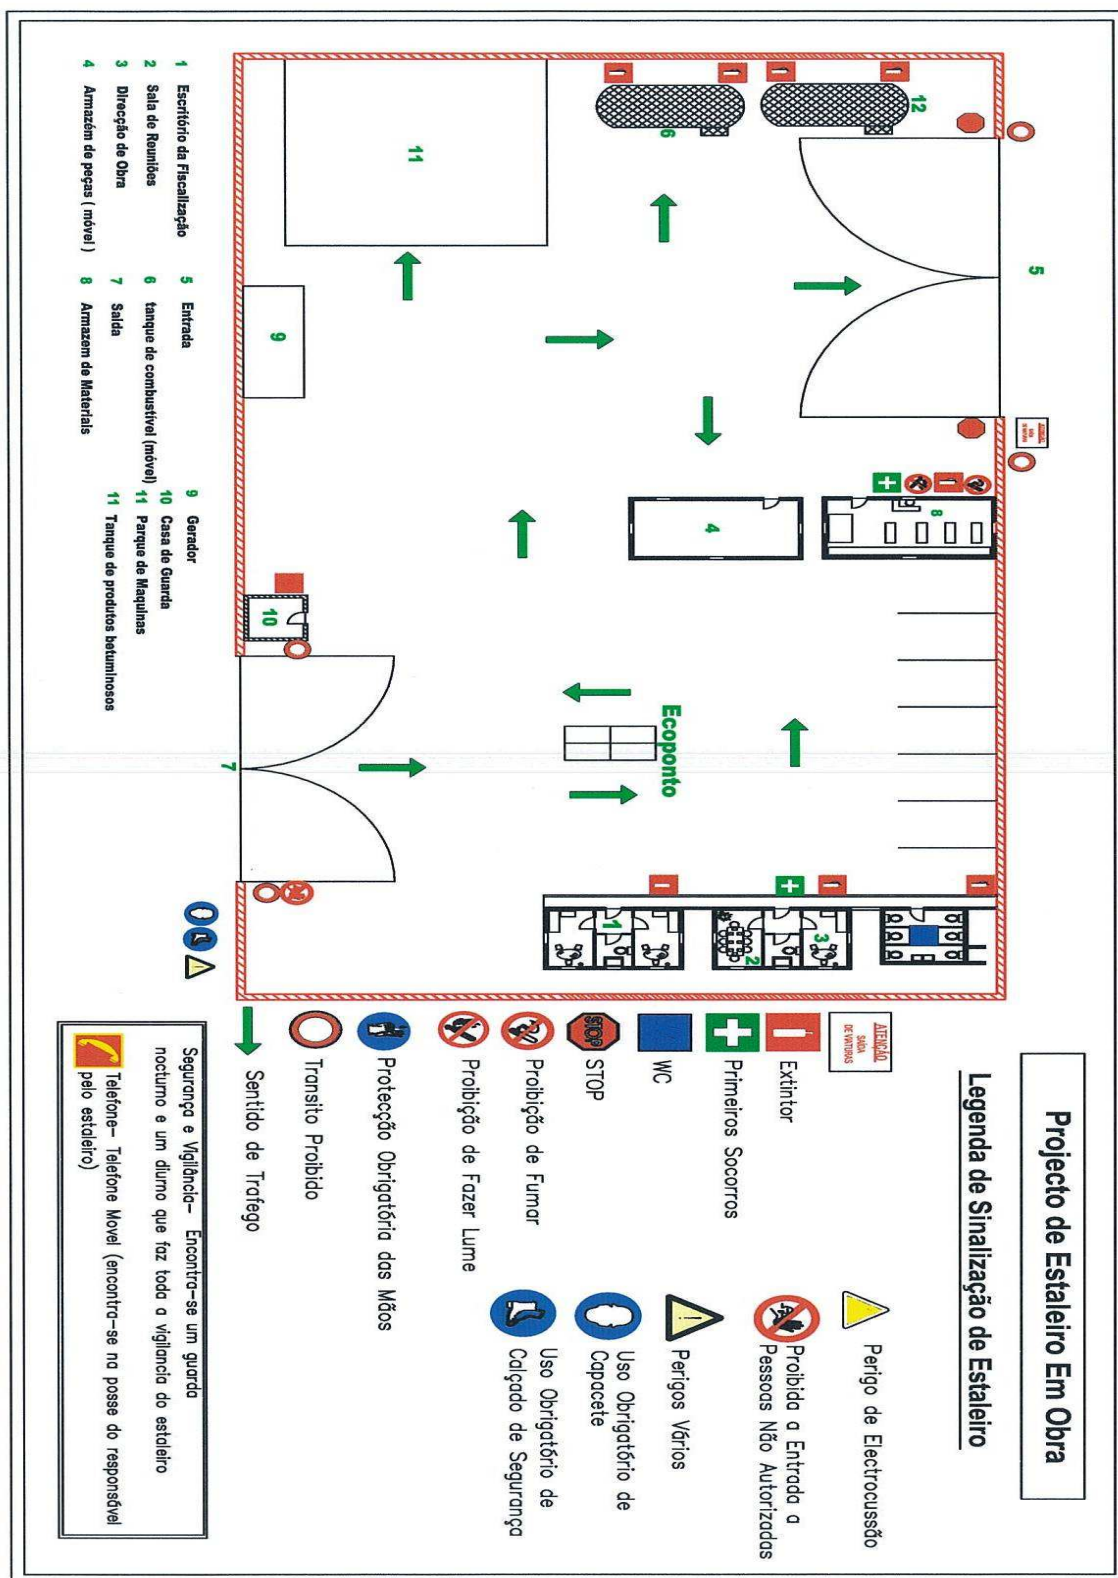 Projecto de Estaleiro Em Obra
Legenda de Sinalização de Estaleiro
ATENÇÃO
SAÍDA
DE VIATURAS
Extintor
Primeiros Socorros
WC
STOP
STOP
Proibição de Fumar
Proibição de Fazer Lume
Protecção Obrigatória das Mãos
Transito Proibido
Sentido de Trafego
Perigo de Electrocussão
Proibida a Entrada a
Pessoas Não Autorizadas
Perigos Vários
Uso Obrigatório de
Capacete
Uso Obrigatório de
Calçado de Segurança
Segurança e Vigilância- Encontra-se um guarda
nocturno e um diurno que faz toda a vigilancia do estaleiro
Telefone- Telefone Movel (encontra-se na posse do responsável
pelo estaleiro)
5
ATENÇÃO
SAÍDA
DE VIATURAS
12
6
11
8
4
9
10
Ecoponto
7
3
2
1
1 Escritório da Fiscalização
2 Sala de Reuniões
3 Direcção de Obra
4 Armazém de peças ( móvel )
5 Entrada
6 tanque de combustível (móvel)
7 Saída
8 Armazem de Materiais
9 Gerador
10 Casa de Guarda
11 Parque de Maquinas
11 Tanque de produtos betuminosos